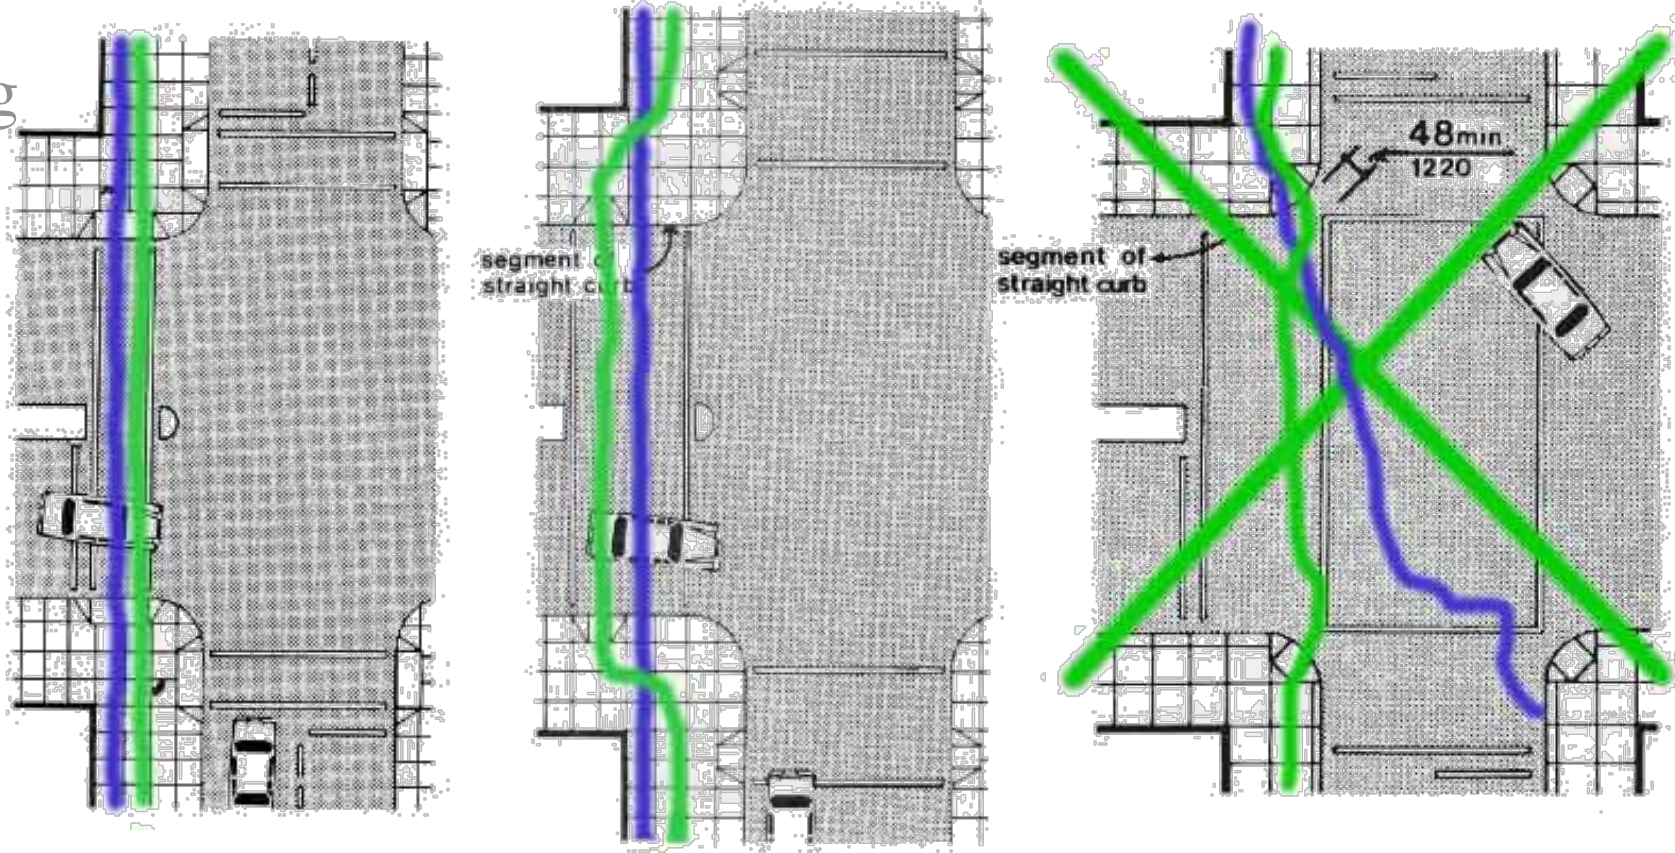 g
segment of
straight curb
48min
1220
segment of
straight curb